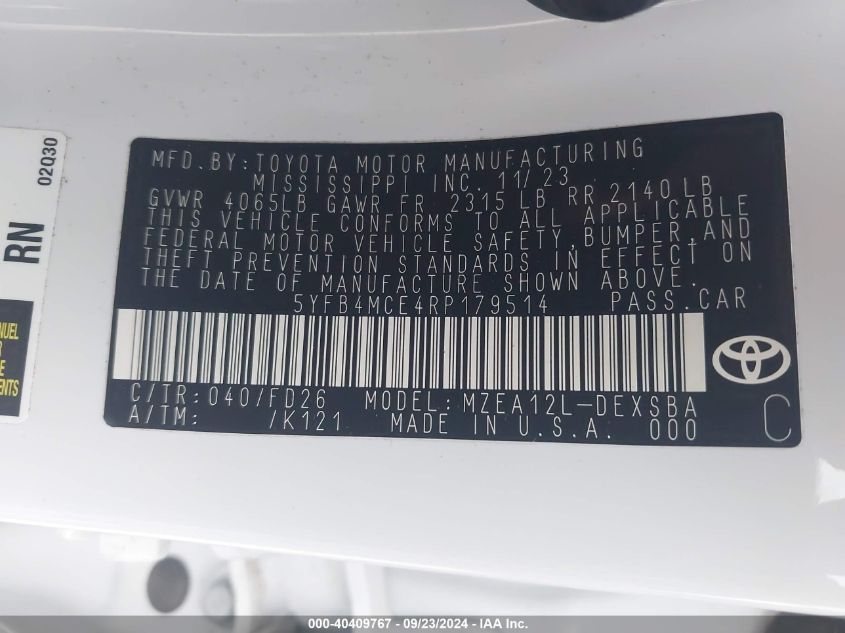 MFD. BY: TOYOTA MOTOR MANUFACTURING
MISSISSIPPI INC. 11/23
GVWR 4065LB GAWR FR 2315 LB RR 2140 LB
THIS VEHICLE CONFORMS TO ALL APPLICABLE
FEDERAL MOTOR VEHICLE SAFETY, BUMPER, AND
THEFT PREVENTION STANDARDS IN EFFECT ON
THE DATE OF MANUFACTURE SHOWN ABOVE.
5YFB4MCE4RP179514 PASS.CAR
C/TR: 040/FD26 MODEL: MZEA12L-DEXSBA
A/TM: /K121 MADE IN U.S.A. 000 C
02Q30
RN
000-40409767 - 09/23/2024 - IAA Inc.